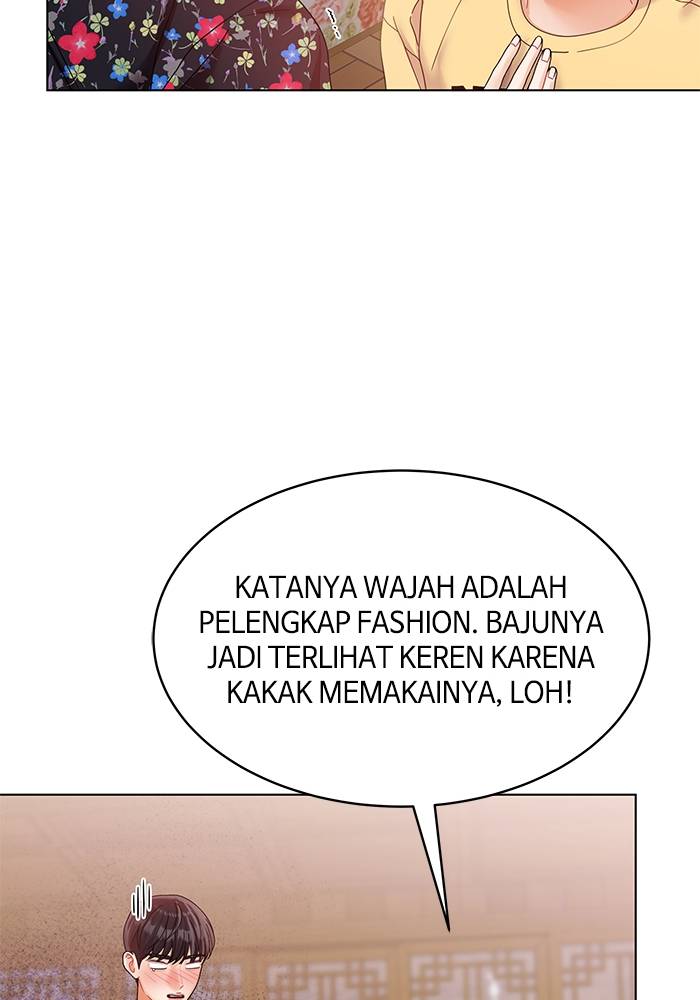 KATANYA WAJAH ADALAH
PELENGKAP FASHION. BAJUNYA
JADI TERLIHAT KEREN KARENA
KAKAK MEMAKAINYA, LOH!